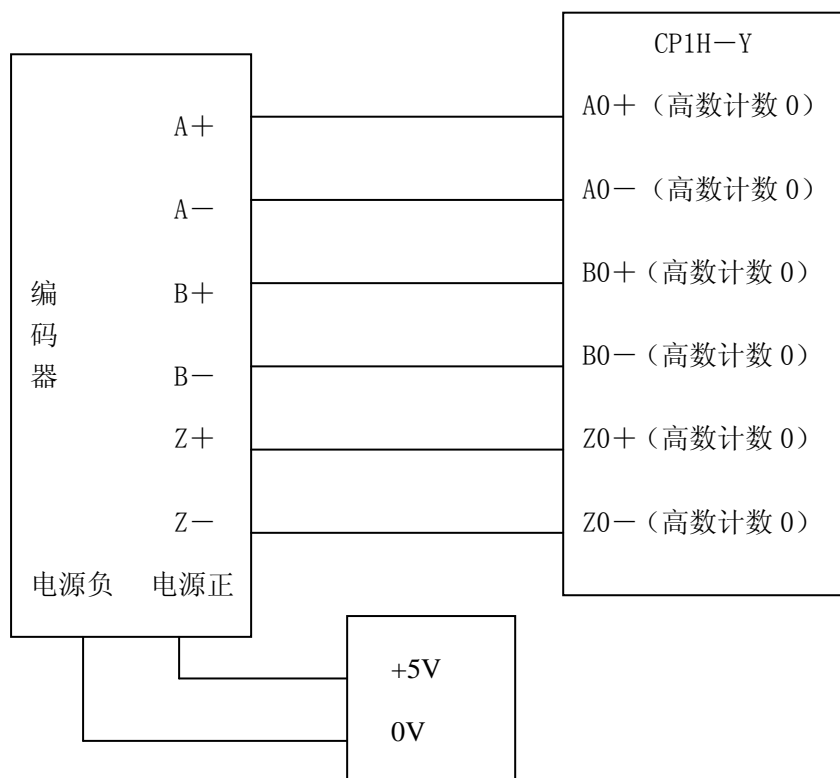 CP1H－Y
A＋
A0＋（高数计数 0）
A－
A0－（高数计数 0）
编
码
器
B＋
B0＋（高数计数 0）
B－
B0－（高数计数 0）
Z＋
Z0＋（高数计数 0）
Z－
Z0－（高数计数 0）
电源负 电源正
+5V
0V